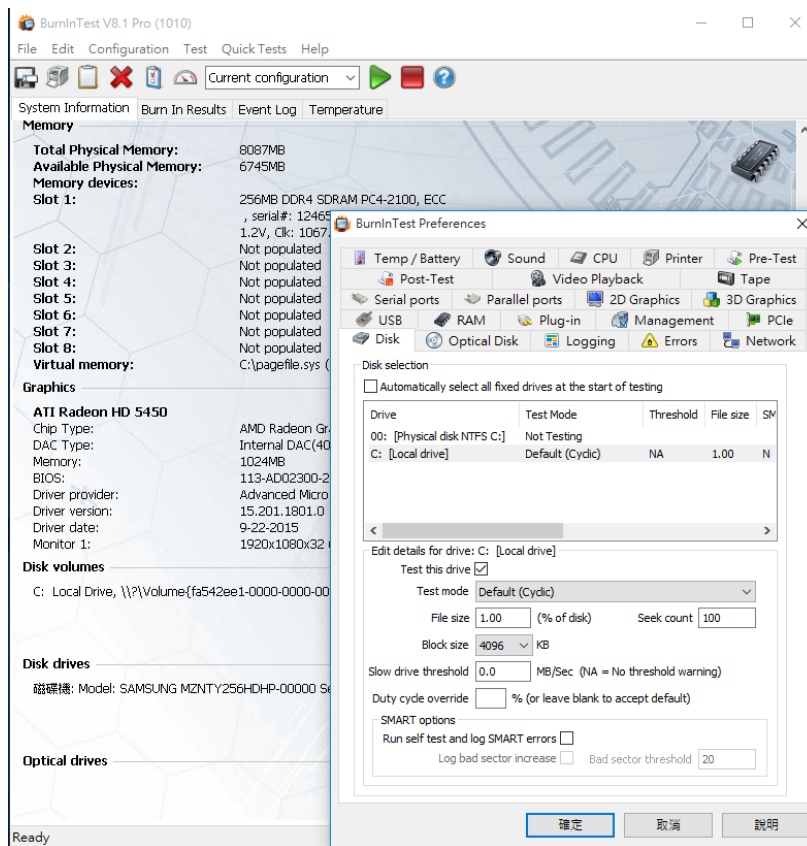 BurnInTest V8.1 Pro (1010)
File Edit Configuration Test Quick Tests Help
Current configuration
System Information Burn In Results Event Log Temperature
Memory
Total Physical Memory: 8087MB
Available Physical Memory: 6745MB
Memory devices:
Slot 1: 256MB DDR4 SDRAM PC4-2100, ECC
, serial#: 12465
1.2V, Clk: 1067.
Slot 2: Not populated
Slot 3: Not populated
Slot 4: Not populated
Slot 5: Not populated
Slot 6: Not populated
Slot 7: Not populated
Slot 8: Not populated
Virtual memory: C:\pagefile.sys (
Graphics
ATI Radeon HD 5450
Chip Type: AMD Radeon Gr
DAC Type: Internal DAC(40
Memory: 1024MB
BIOS: 113-AD02300-2
Driver provider: Advanced Micro
Driver version: 15.201.1801.0
Driver date: 9-22-2015
Monitor 1: 1920x1080x32
Disk volumes
C: Local Drive, \\?\Volume{fa542ee1-0000-0000-00
Disk drives
磁碟機: Model: SAMSUNG MZNTY256HDHP-00000 Se
Optical drives
Ready
BurnInTest Preferences
Temp / Battery Sound CPU Printer Pre-Test
Post-Test Video Playback Tape
Serial ports Parallel ports 2D Graphics 3D Graphics
USB RAM Plug-in Management PCIe
Disk Optical Disk Logging Errors Network
Disk selection
Automatically select all fixed drives at the start of testing
Drive Test Mode Threshold File size SM
00: [Physical disk NTFS C:] Not Testing
C: [Local drive] Default (Cyclic) NA 1.00 N
Edit details for drive: C: [Local drive]
Test this drive
Test mode Default (Cyclic)
File size 1.00 (% of disk) Seek count 100
Block size 4096 KB
Slow drive threshold 0.0 MB/Sec (NA = No threshold warning)
Duty cycle override % (or leave blank to accept default)
SMART options
Run self test and log SMART errors
Log bad sector increase Bad sector threshold 20
確定 取消 說明